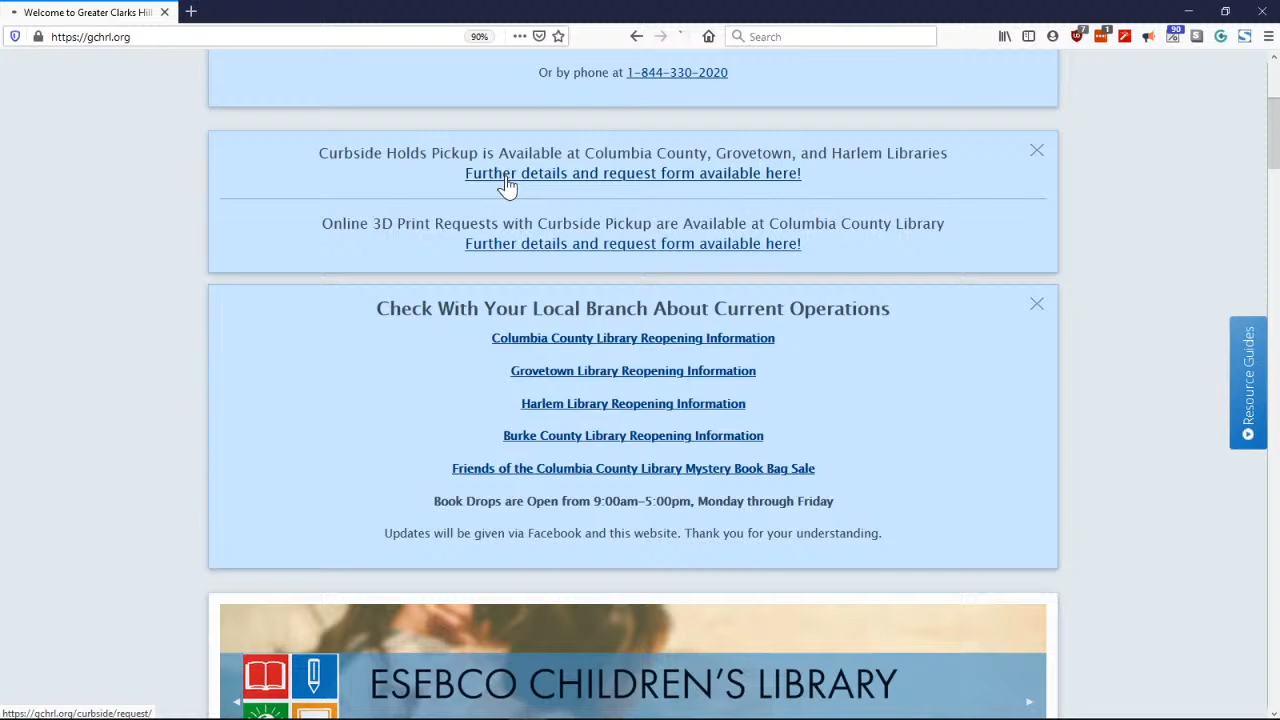 Welcome to Greater Clarks Hil
https://gchrl.org
90%
Search
7
1
90
Or by phone at 1-844-330-2020
Curbside Holds Pickup is Available at Columbia County, Grovetown, and Harlem Libraries
Further details and request form available here!
Online 3D Print Requests with Curbside Pickup are Available at Columbia County Library
Further details and request form available here!
Check With Your Local Branch About Current Operations
Columbia County Library Reopening Information
Grovetown Library Reopening Information
Harlem Library Reopening Information
Burke County Library Reopening Information
Friends of the Columbia County Library Mystery Book Bag Sale
Book Drops are Open from 9:00am–5:00pm, Monday through Friday
Updates will be given via Facebook and this website. Thank you for your understanding.
Resource Guides
ESEBCO CHILDREN'S LIBRARY
https://gchrl.org/curbside/request/